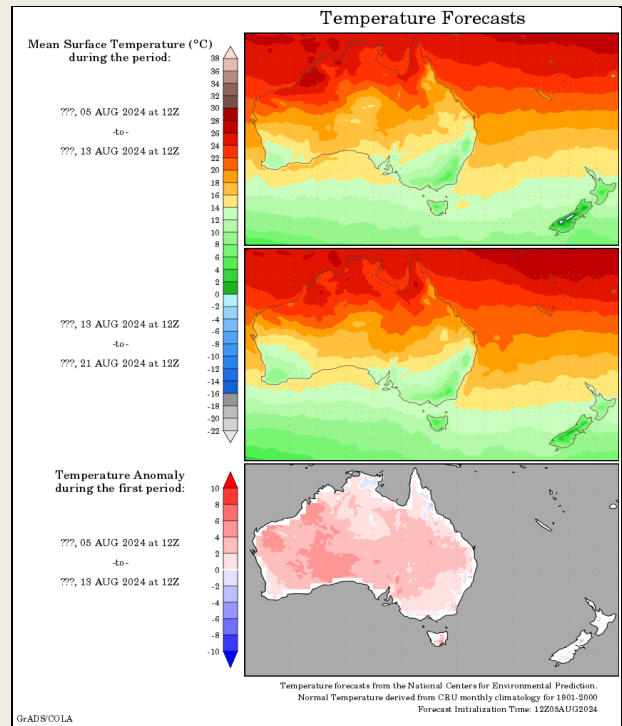 Temperature Forecasts
Mean Surface Temperature (°C)
during the period:
???, 05 AUG 2024 at 12Z
-to-
???, 13 AUG 2024 at 12Z
38
36
34
32
30
28
26
24
22
20
18
16
14
12
10
8
6
4
2
0
-2
-4
-6
-8
-10
-12
-14
-16
-18
-20
-22
???, 13 AUG 2024 at 12Z
-to-
???, 21 AUG 2024 at 12Z
Temperature Anomaly
during the first period:
???, 05 AUG 2024 at 12Z
-to-
???, 13 AUG 2024 at 12Z
10
8
6
4
2
0
-2
-4
-6
-8
-10
Temperature forecasts from the National Centers for Environmental Prediction.
Normal Temperature derived from CRU monthly climatology for 1901-2000
Forecast Initialization Time: 12Z05AUG2024
GrADS/COLA